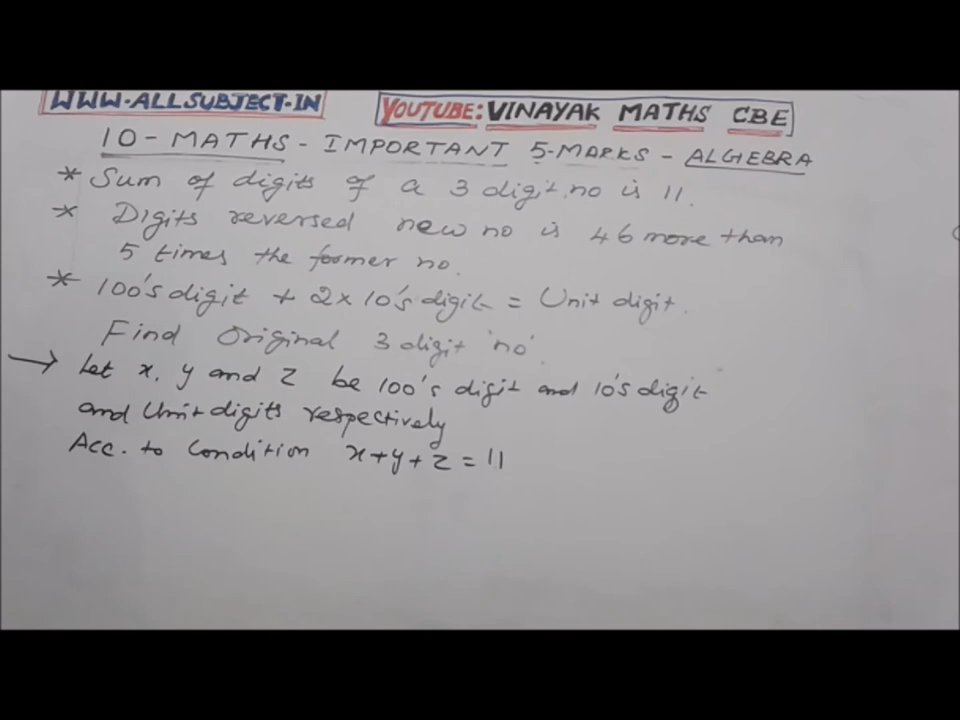 WWW-ALLSUBJECT-IN
YOUTUBE: VINAYAK MATHS CBE
10 - MATHS - IMPORTANT 5-MARKS - ALGEBRA
* Sum of digits of a 3 digit no is 11.
* Digits reversed new no is 46 more than
5 times the former no.
* 100's digit + 2 x 10's digit = Unit digit.
Find Original 3 digit 'no'.
→ Let x, y and z be 100's digit and 10's digit
and Unit digits respectively
Acc. to Condition x+y+z = 11